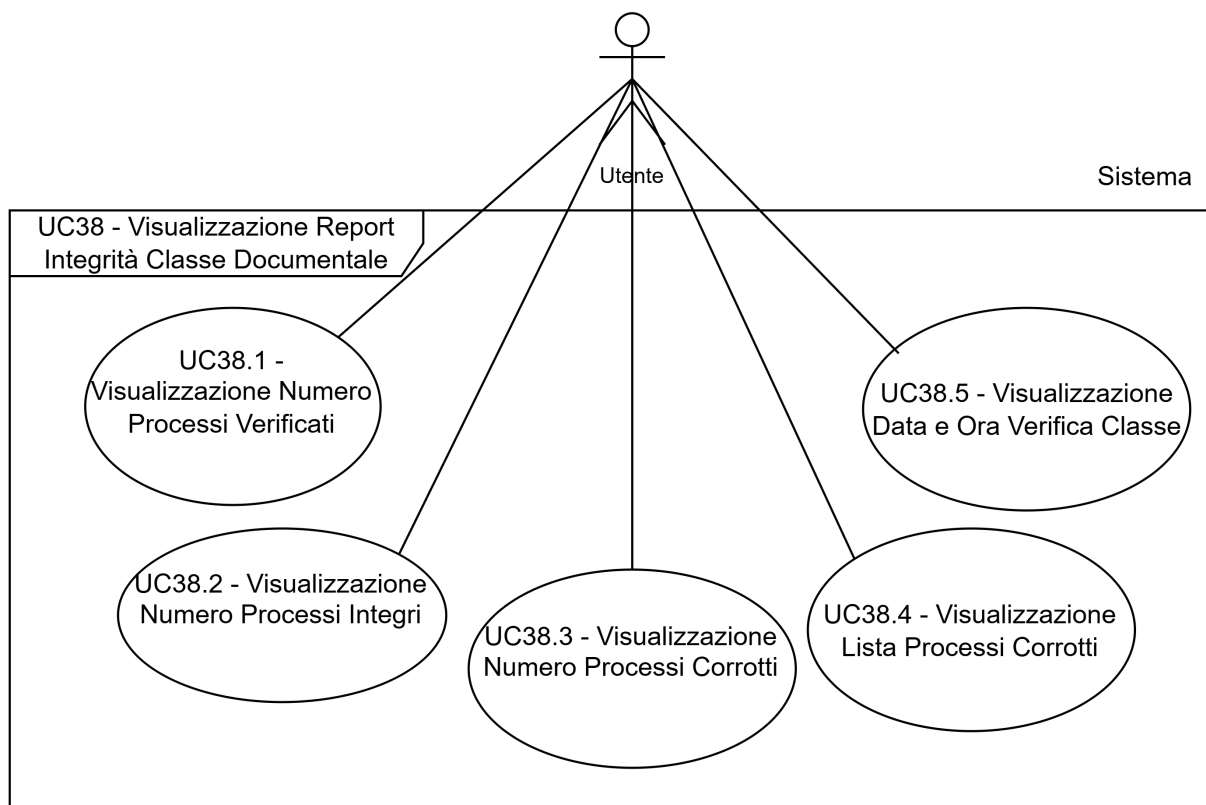 Utente
Sistema
UC38 - Visualizzazione Report
Integrità Classe Documentale
UC38.1 -
Visualizzazione Numero
Processi Verificati
UC38.5 - Visualizzazione
Data e Ora Verifica Classe
UC38.2 - Visualizzazione
Numero Processi Integri
UC38.3 - Visualizzazione
Numero Processi Corrotti
UC38.4 - Visualizzazione
Lista Processi Corrotti